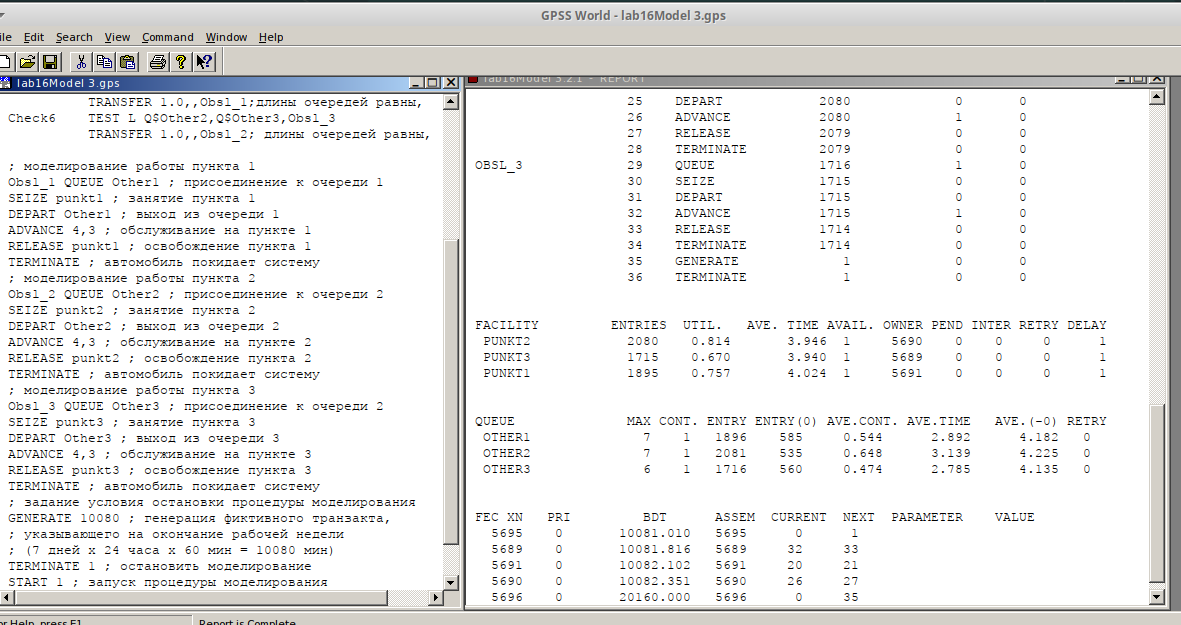 GPSS World - lab16Model 3.gps
ile Edit Search View Command Window Help
lab16Model 3.gps
lab16Model 3.2.1 - REPORT
TRANSFER 1.0,,Obsl_1;длины очередей равны,
Check6 TEST L Q$Other2,Q$Other3,Obsl_3
TRANSFER 1.0,,Obsl_2; длины очередей равны,
; моделирование работы пункта 1
Obsl_1 QUEUE Other1 ; присоединение к очереди 1
SEIZE punkt1 ; занятие пункта 1
DEPART Other1 ; выход из очереди 1
ADVANCE 4,3 ; обслуживание на пункте 1
RELEASE punkt1 ; освобождение пункта 1
TERMINATE ; автомобиль покидает систему
; моделирование работы пункта 2
Obsl_2 QUEUE Other2 ; присоединение к очереди 2
SEIZE punkt2 ; занятие пункта 2
DEPART Other2 ; выход из очереди 2
ADVANCE 4,3 ; обслуживание на пункте 2
RELEASE punkt2 ; освобождение пункта 2
TERMINATE ; автомобиль покидает систему
; моделирование работы пункта 3
Obsl_3 QUEUE Other3 ; присоединение к очереди 2
SEIZE punkt3 ; занятие пункта 3
DEPART Other3 ; выход из очереди 3
ADVANCE 4,3 ; обслуживание на пункте 3
RELEASE punkt3 ; освобождение пункта 3
TERMINATE ; автомобиль покидает систему
; задание условия остановки процедуры моделирования
GENERATE 10080 ; генерация фиктивного транзакта,
; указывающего на окончание рабочей недели
; (7 дней x 24 часа x 60 мин = 10080 мин)
TERMINATE 1 ; остановить моделирование
START 1 ; запуск процедуры моделирования
25 DEPART 2080 0 0
26 ADVANCE 2080 1 0
27 RELEASE 2079 0 0
28 TERMINATE 2079 0 0
OBSL_3 29 QUEUE 1716 1 0
30 SEIZE 1715 0 0
31 DEPART 1715 0 0
32 ADVANCE 1715 1 0
33 RELEASE 1714 0 0
34 TERMINATE 1714 0 0
35 GENERATE 1 0 0
36 TERMINATE 1 0 0
FACILITY ENTRIES UTIL. AVE. TIME AVAIL. OWNER PEND INTER RETRY DELAY
PUNKT2 2080 0.814 3.946 1 5690 0 0 0 1
PUNKT3 1715 0.670 3.940 1 5689 0 0 0 1
PUNKT1 1895 0.757 4.024 1 5691 0 0 0 1
QUEUE MAX CONT. ENTRY ENTRY(0) AVE.CONT. AVE.TIME AVE.(-0) RETRY
OTHER1 7 1 1896 585 0.544 2.892 4.182 0
OTHER2 7 1 2081 535 0.648 3.139 4.225 0
OTHER3 6 1 1716 560 0.474 2.785 4.135 0
FEC XN PRI BDT ASSEM CURRENT NEXT PARAMETER VALUE
5695 0 10081.010 5695 0 1
5689 0 10081.816 5689 32 33
5691 0 10082.102 5691 20 21
5690 0 10082.351 5690 26 27
5696 0 20160.000 5696 0 35
or Help, press F1
Report is Complete.